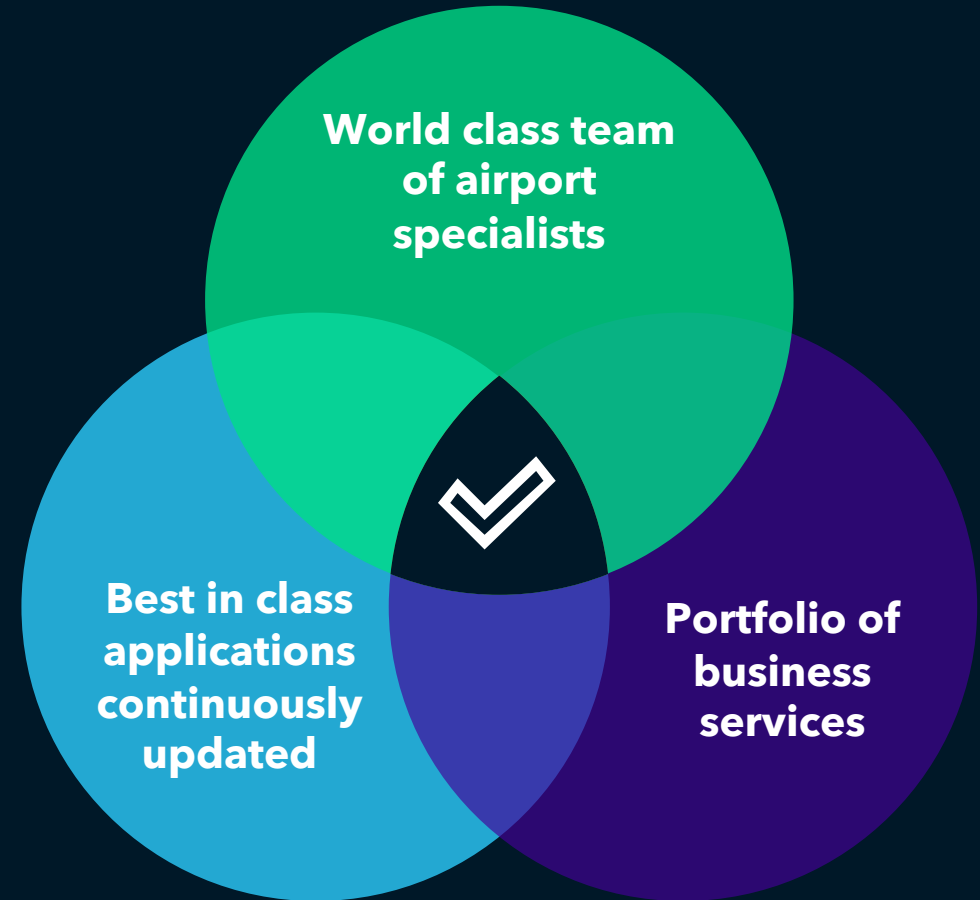 World class team
of airport
specialists
Best in class
applications
continuously
updated
Portfolio of
business
services